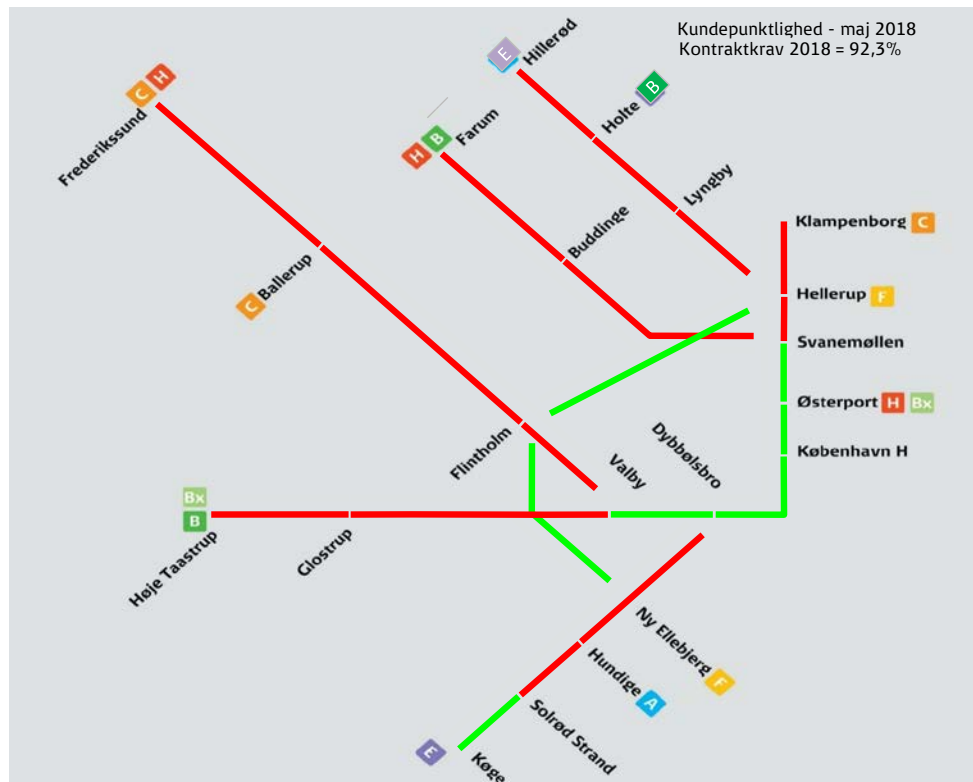 Kundepunktlighed - maj 2018
Kontraktkrav 2018 = 92,3%
E
Hillerød
B
Holte
Lyngby
C
H
Frederikssund
H
B
Farum
Buddinge
C
Ballerup
Klampenborg C
Hellerup F
Svanemøllen
Østerport H Bx
København H
Flintholm
Valby
Dybbølsbro
Bx
B
Høje Taastrup
Glostrup
Ny Ellebjerg F
Hundige A
Solrød Strand
E
Køge